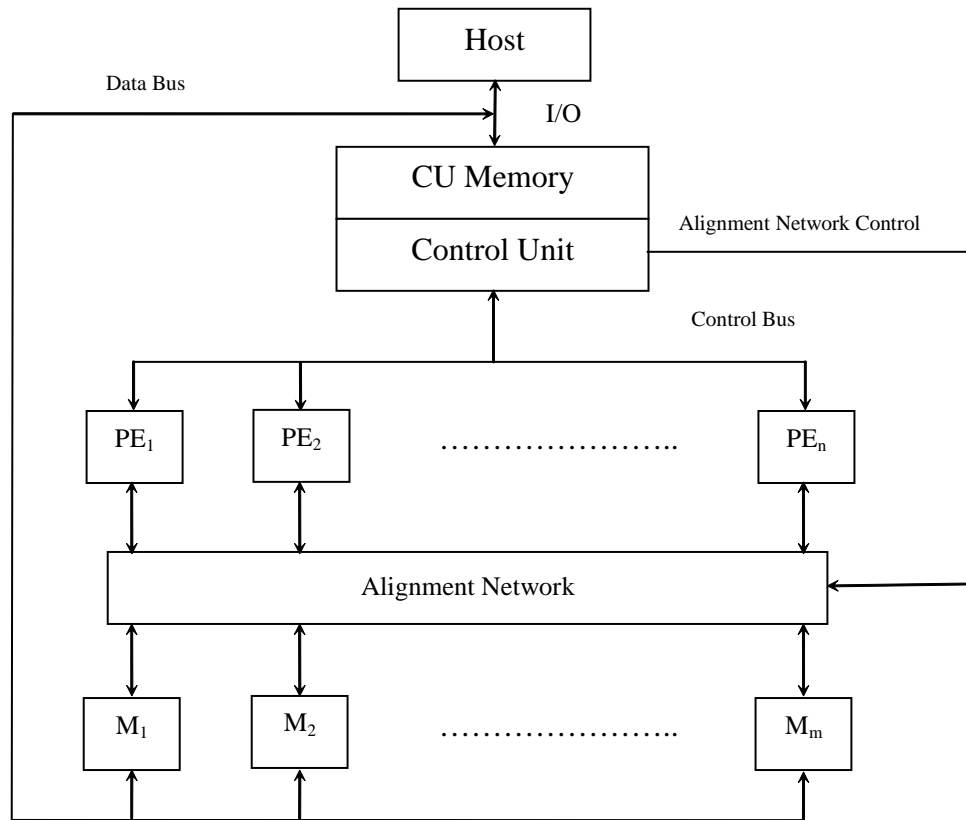 Host
Data Bus
I/O
CU Memory
Alignment Network Control
Control Unit
Control Bus
PE₁
PE₂
…………………..
PEₙ
Alignment Network
M₁
M₂
…………………..
Mₘ